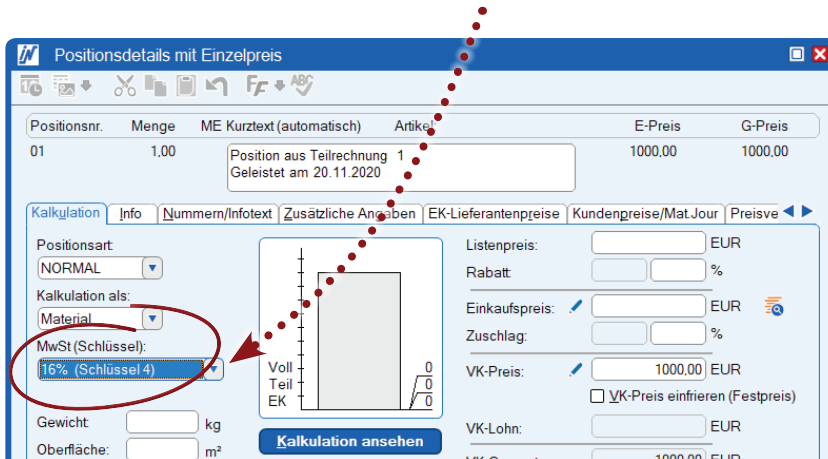 Positionsdetails mit Einzelpreis
Positionsnr. Menge ME Kurztext (automatisch) Artikel E-Preis G-Preis
01 1,00 Position aus Teilrechnung 1 1000,00 1000,00
Geleistet am 20.11.2020
Kalkulation Info Nummern/Infotext Zusätzliche Angaben EK-Lieferantenpreise Kundenpreise/Mat.Jour Preisve
Positionsart: Listenpreis: EUR
NORMAL Rabatt: %
Kalkulation als: Einkaufspreis: EUR
Material Zuschlag: %
MwSt (Schlüssel):
16% (Schlüssel 4) Voll 0 VK-Preis: 1000,00 EUR
Teil 0
EK 0 VK-Preis einfrieren (Festpreis)
Gewicht: kg VK-Lohn: EUR
Oberfläche: m² Kalkulation ansehen
1000,00 EUR